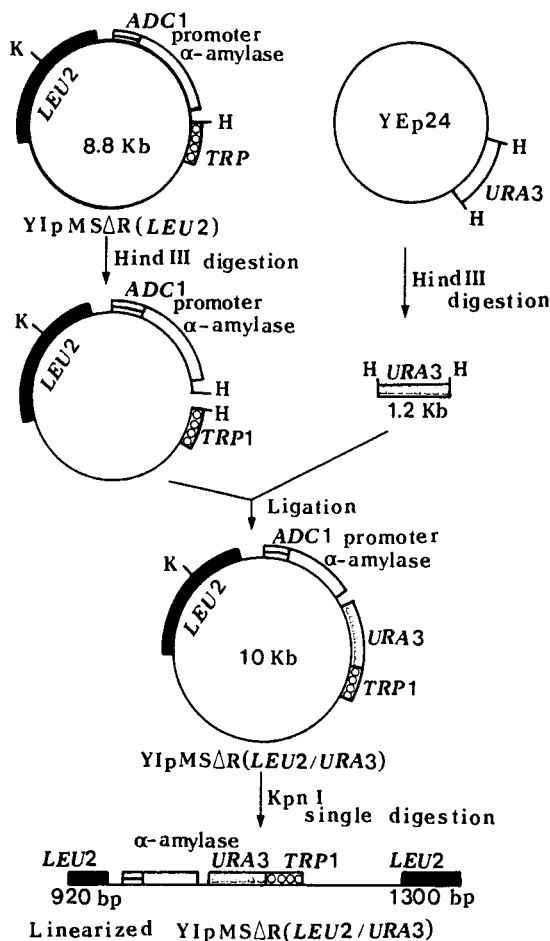 ADC1
promoter
α-amylase
K
LEU2
H
8.8 Kb
TRP
YIpMSΔR(LEU2)
YEp24
H
URA3
H
Hind III digestion
Hind III
digestion
ADC1
promoter
α-amylase
K
LEU2
H
H
TRP1
H URA3 H
1.2 Kb
Ligation
ADC1 promoter
α-amylase
K
LEU2
URA3
10 Kb
TRP1
YIpMSΔR(LEU2/URA3)
Kpn I
single digestion
α-amylase
LEU2 URA3 TRP1 LEU2
920 bp 1300 bp
Linearized YIpMSΔR(LEU2/URA3)